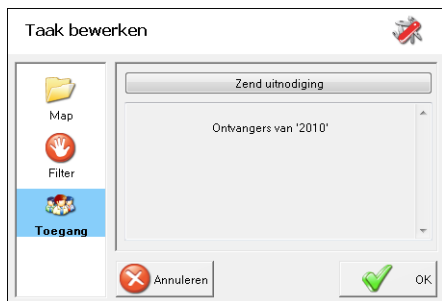 Taak bewerken
Map
Filter
Toegang
Zend uitnodiging
Ontvangers van '2010'
Annuleren
OK